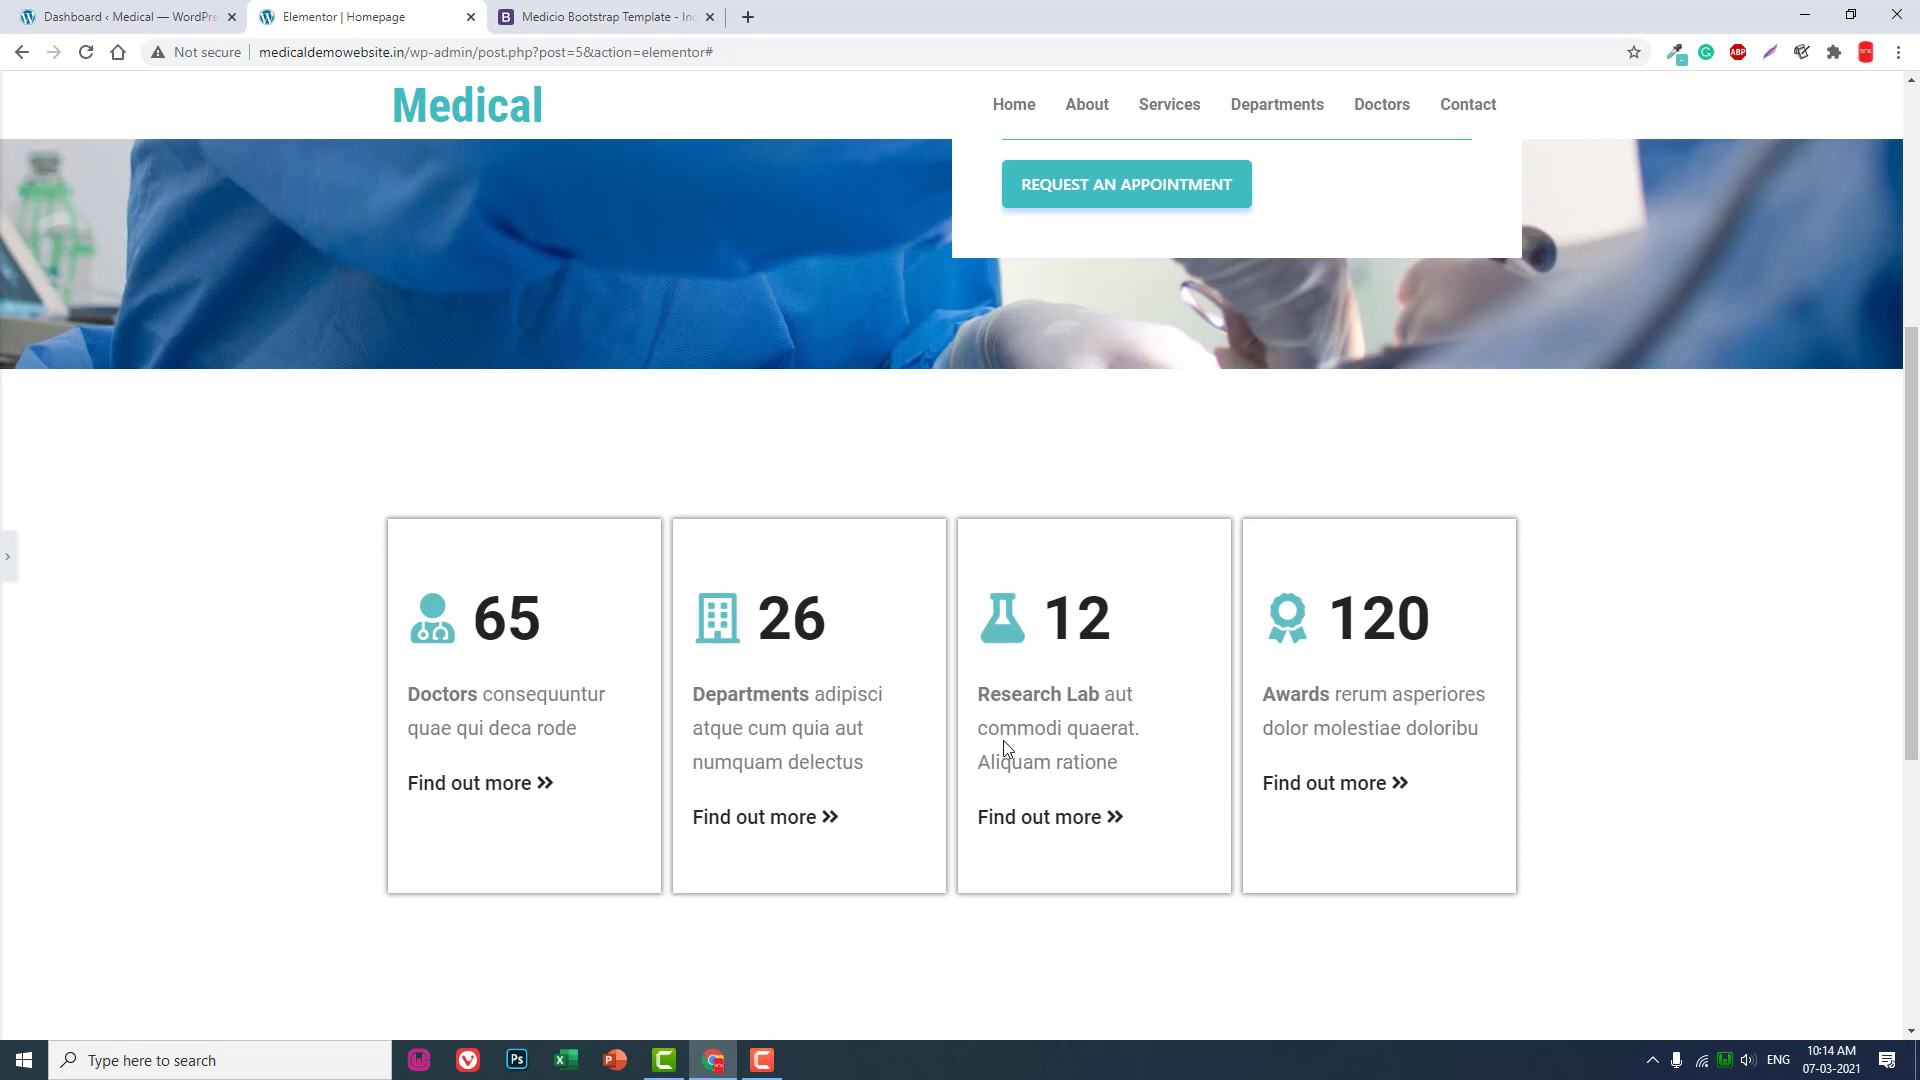 Dashboard ‹ Medical — WordPre
Elementor | Homepage
Medicio Bootstrap Template - Ind
Not secure
medicaldemowebsite.in/wp-admin/post.php?post=5&action=elementor#
ABP
Medical
Home
About
Services
Departments
Doctors
Contact
REQUEST AN APPOINTMENT
65
26
12
120
Doctors consequuntur
quae qui deca rode
Find out more
Departments adipisci
atque cum quia aut
numquam delectus
Find out more
Research Lab aut
commodi quaerat.
Aliquam ratione
Find out more
Awards rerum asperiores
dolor molestiae doloribu
Find out more
Type here to search
Ps
ENG
10:14 AM
07-03-2021